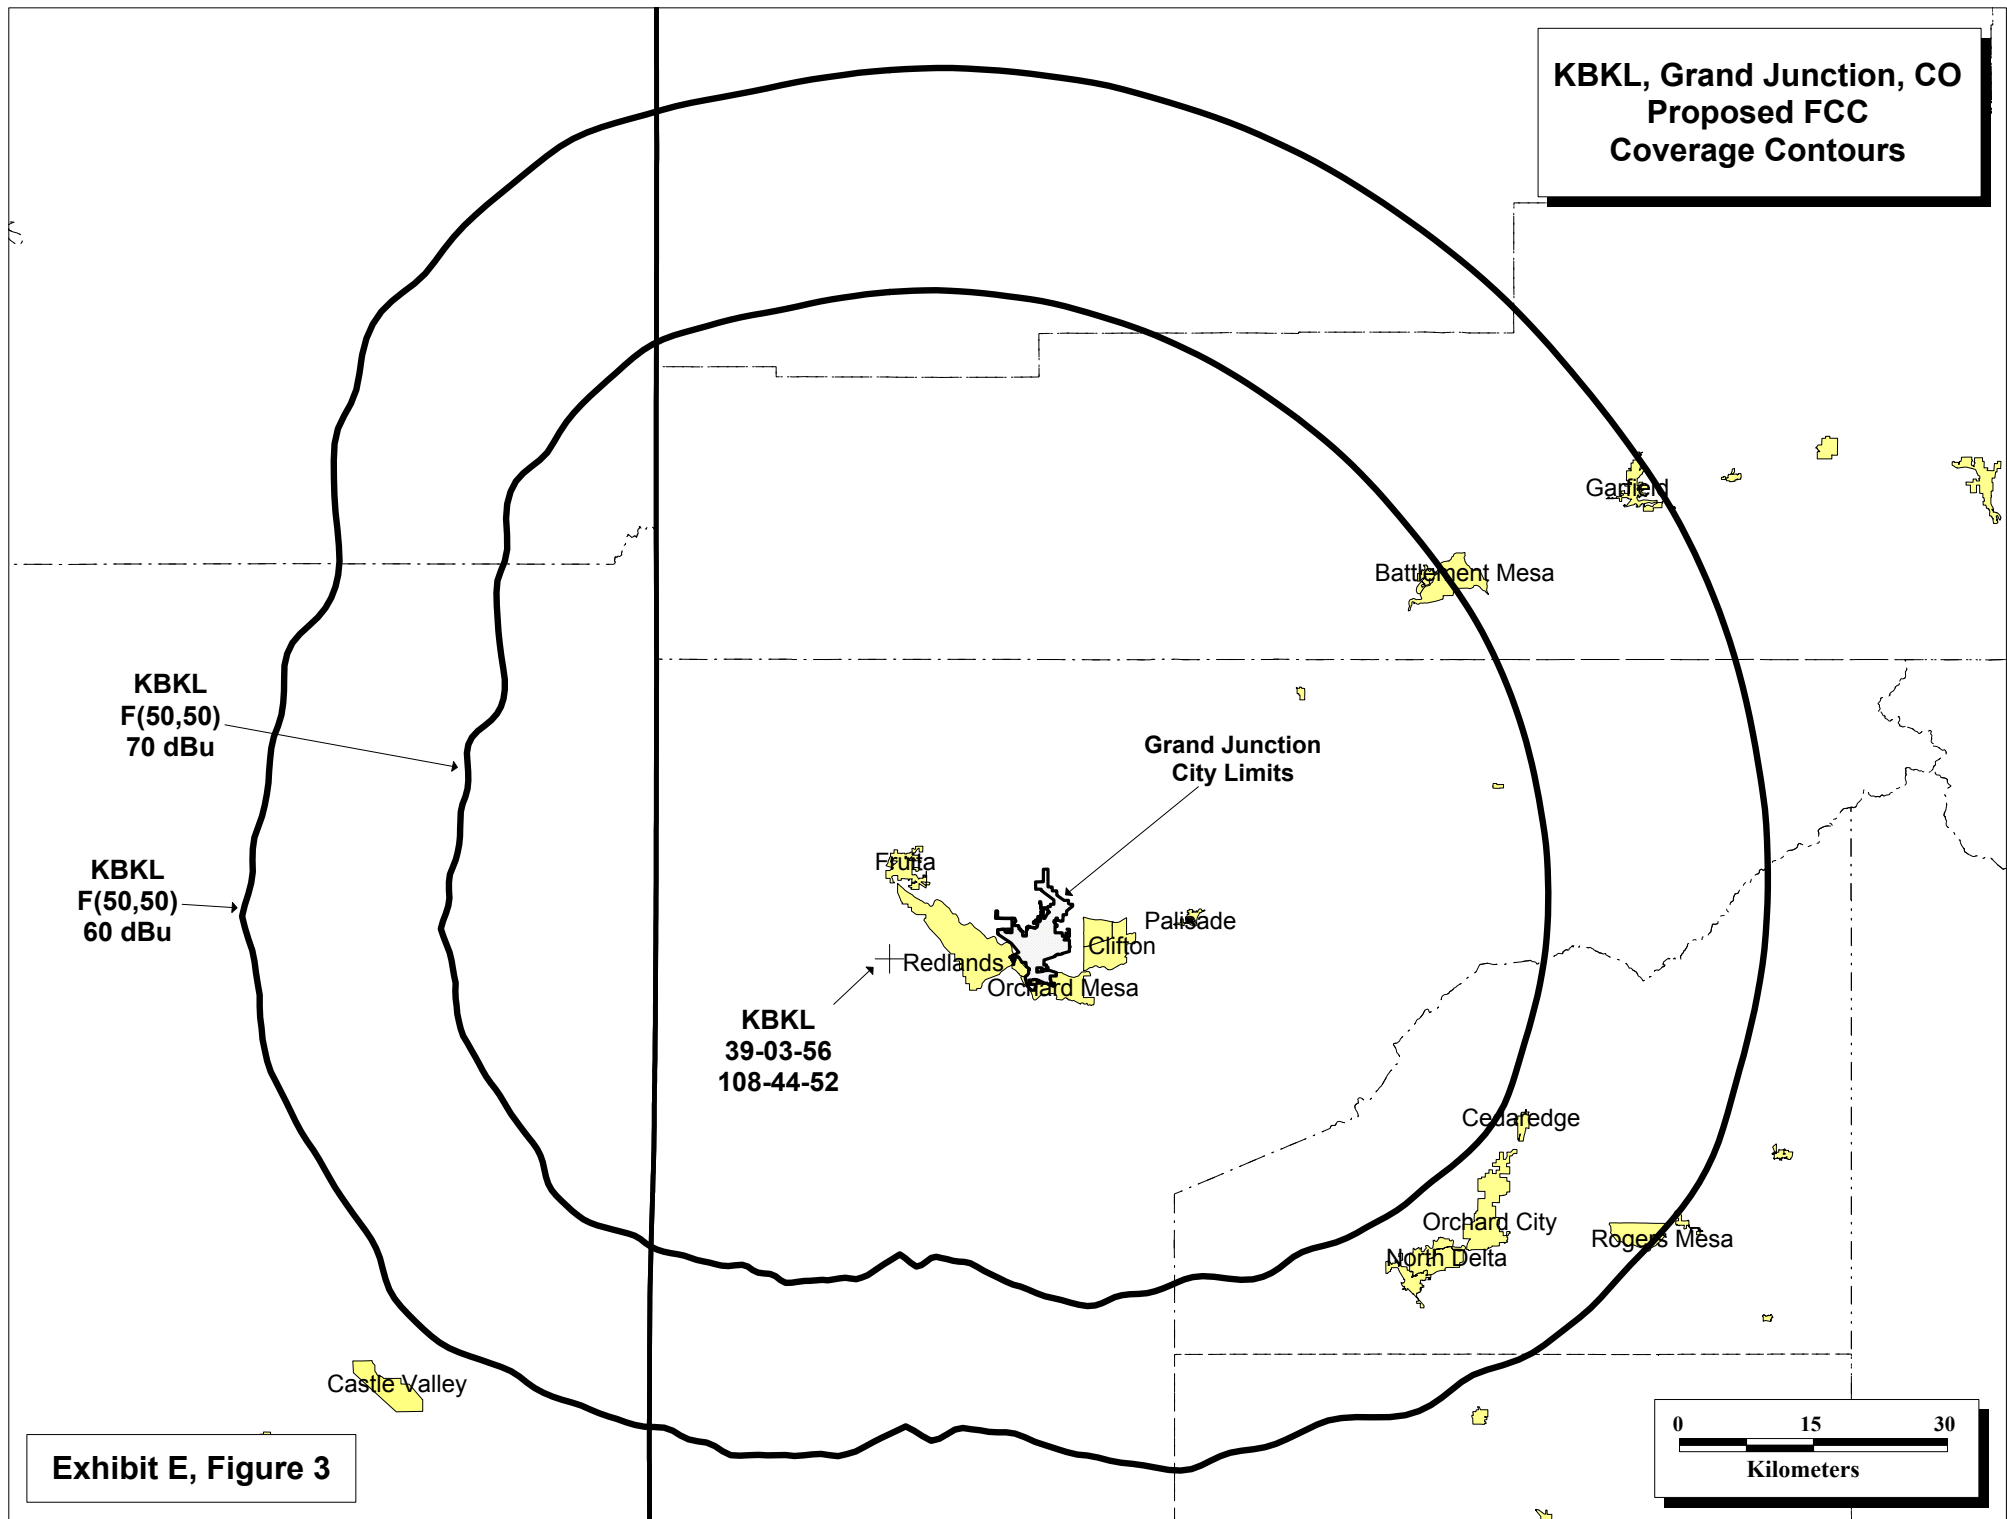 KBKL, Grand Junction, CO
Proposed FCC
Coverage Contours
Garfield
Battlement Mesa
KBKL
F(50,50)
70 dBu
Grand Junction
City Limits
KBKL
F(50,50)
60 dBu
Fruita
Palisade
Clifton
Redlands
Orchard Mesa
KBKL
39-03-56
108-44-52
Cedaredge
Orchard City
Rogers Mesa
North Delta
Castle Valley
0 15 30
Kilometers
Exhibit E, Figure 3